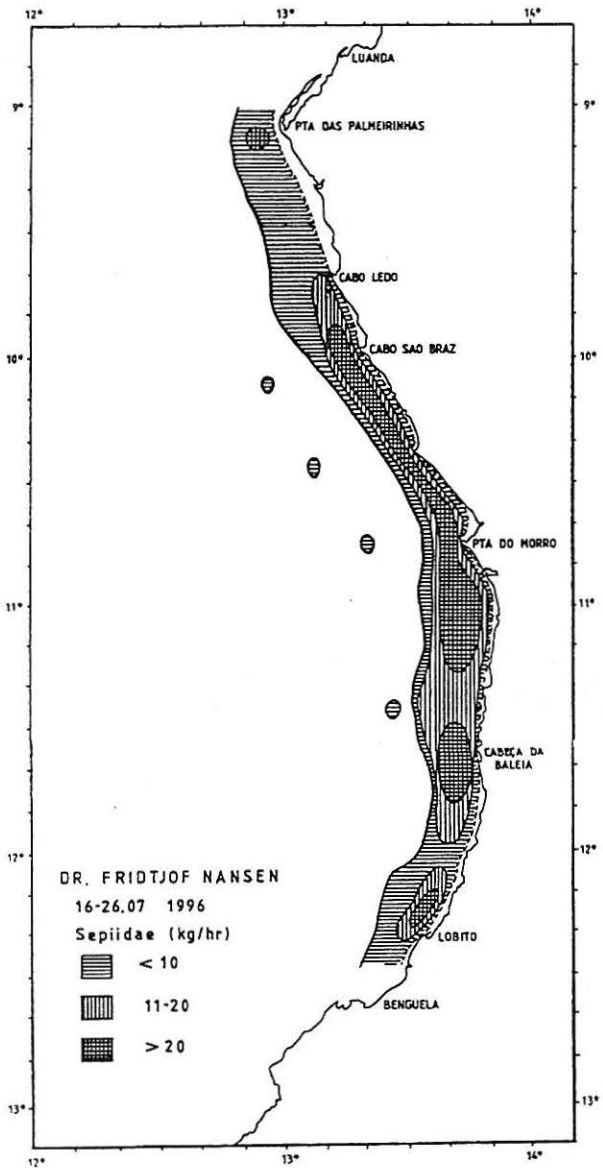 12° 13° 14°
LUANDA
9° 9°
PTA DAS PALMEIRINHAS
CABO LEDO
CABO SAO BRAZ
10° 10°
PTA DO MORRO
11° 11°
CABEÇA DA
BALEIA
12° 12°
DR. FRIDTJOF NANSEN
16-26.07 1996
Sepiidae (kg/hr)
LOBITO
< 10
11-20
BENGUELA
>20
13° 13°
12° 13° 14°